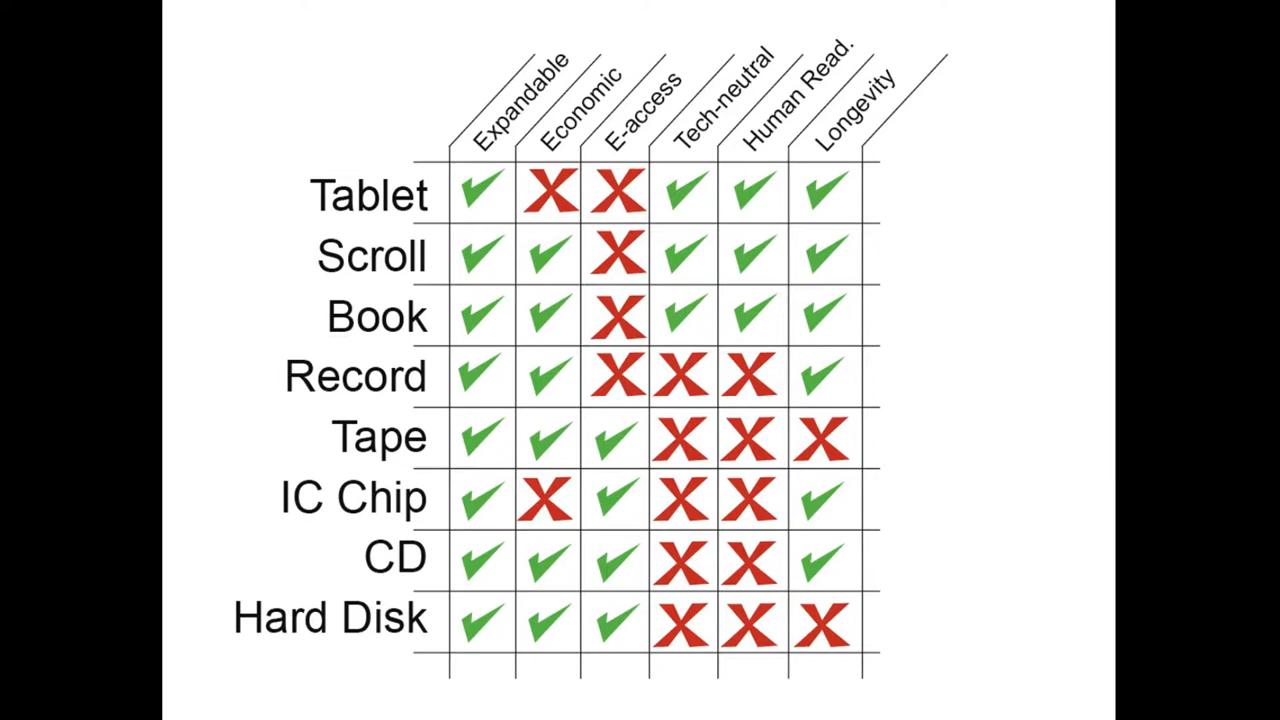 Expandable
Economic
E-access
Tech-neutral
Human Read.
Longevity
Tablet
Scroll
Book
Record
Tape
IC Chip
CD
Hard Disk